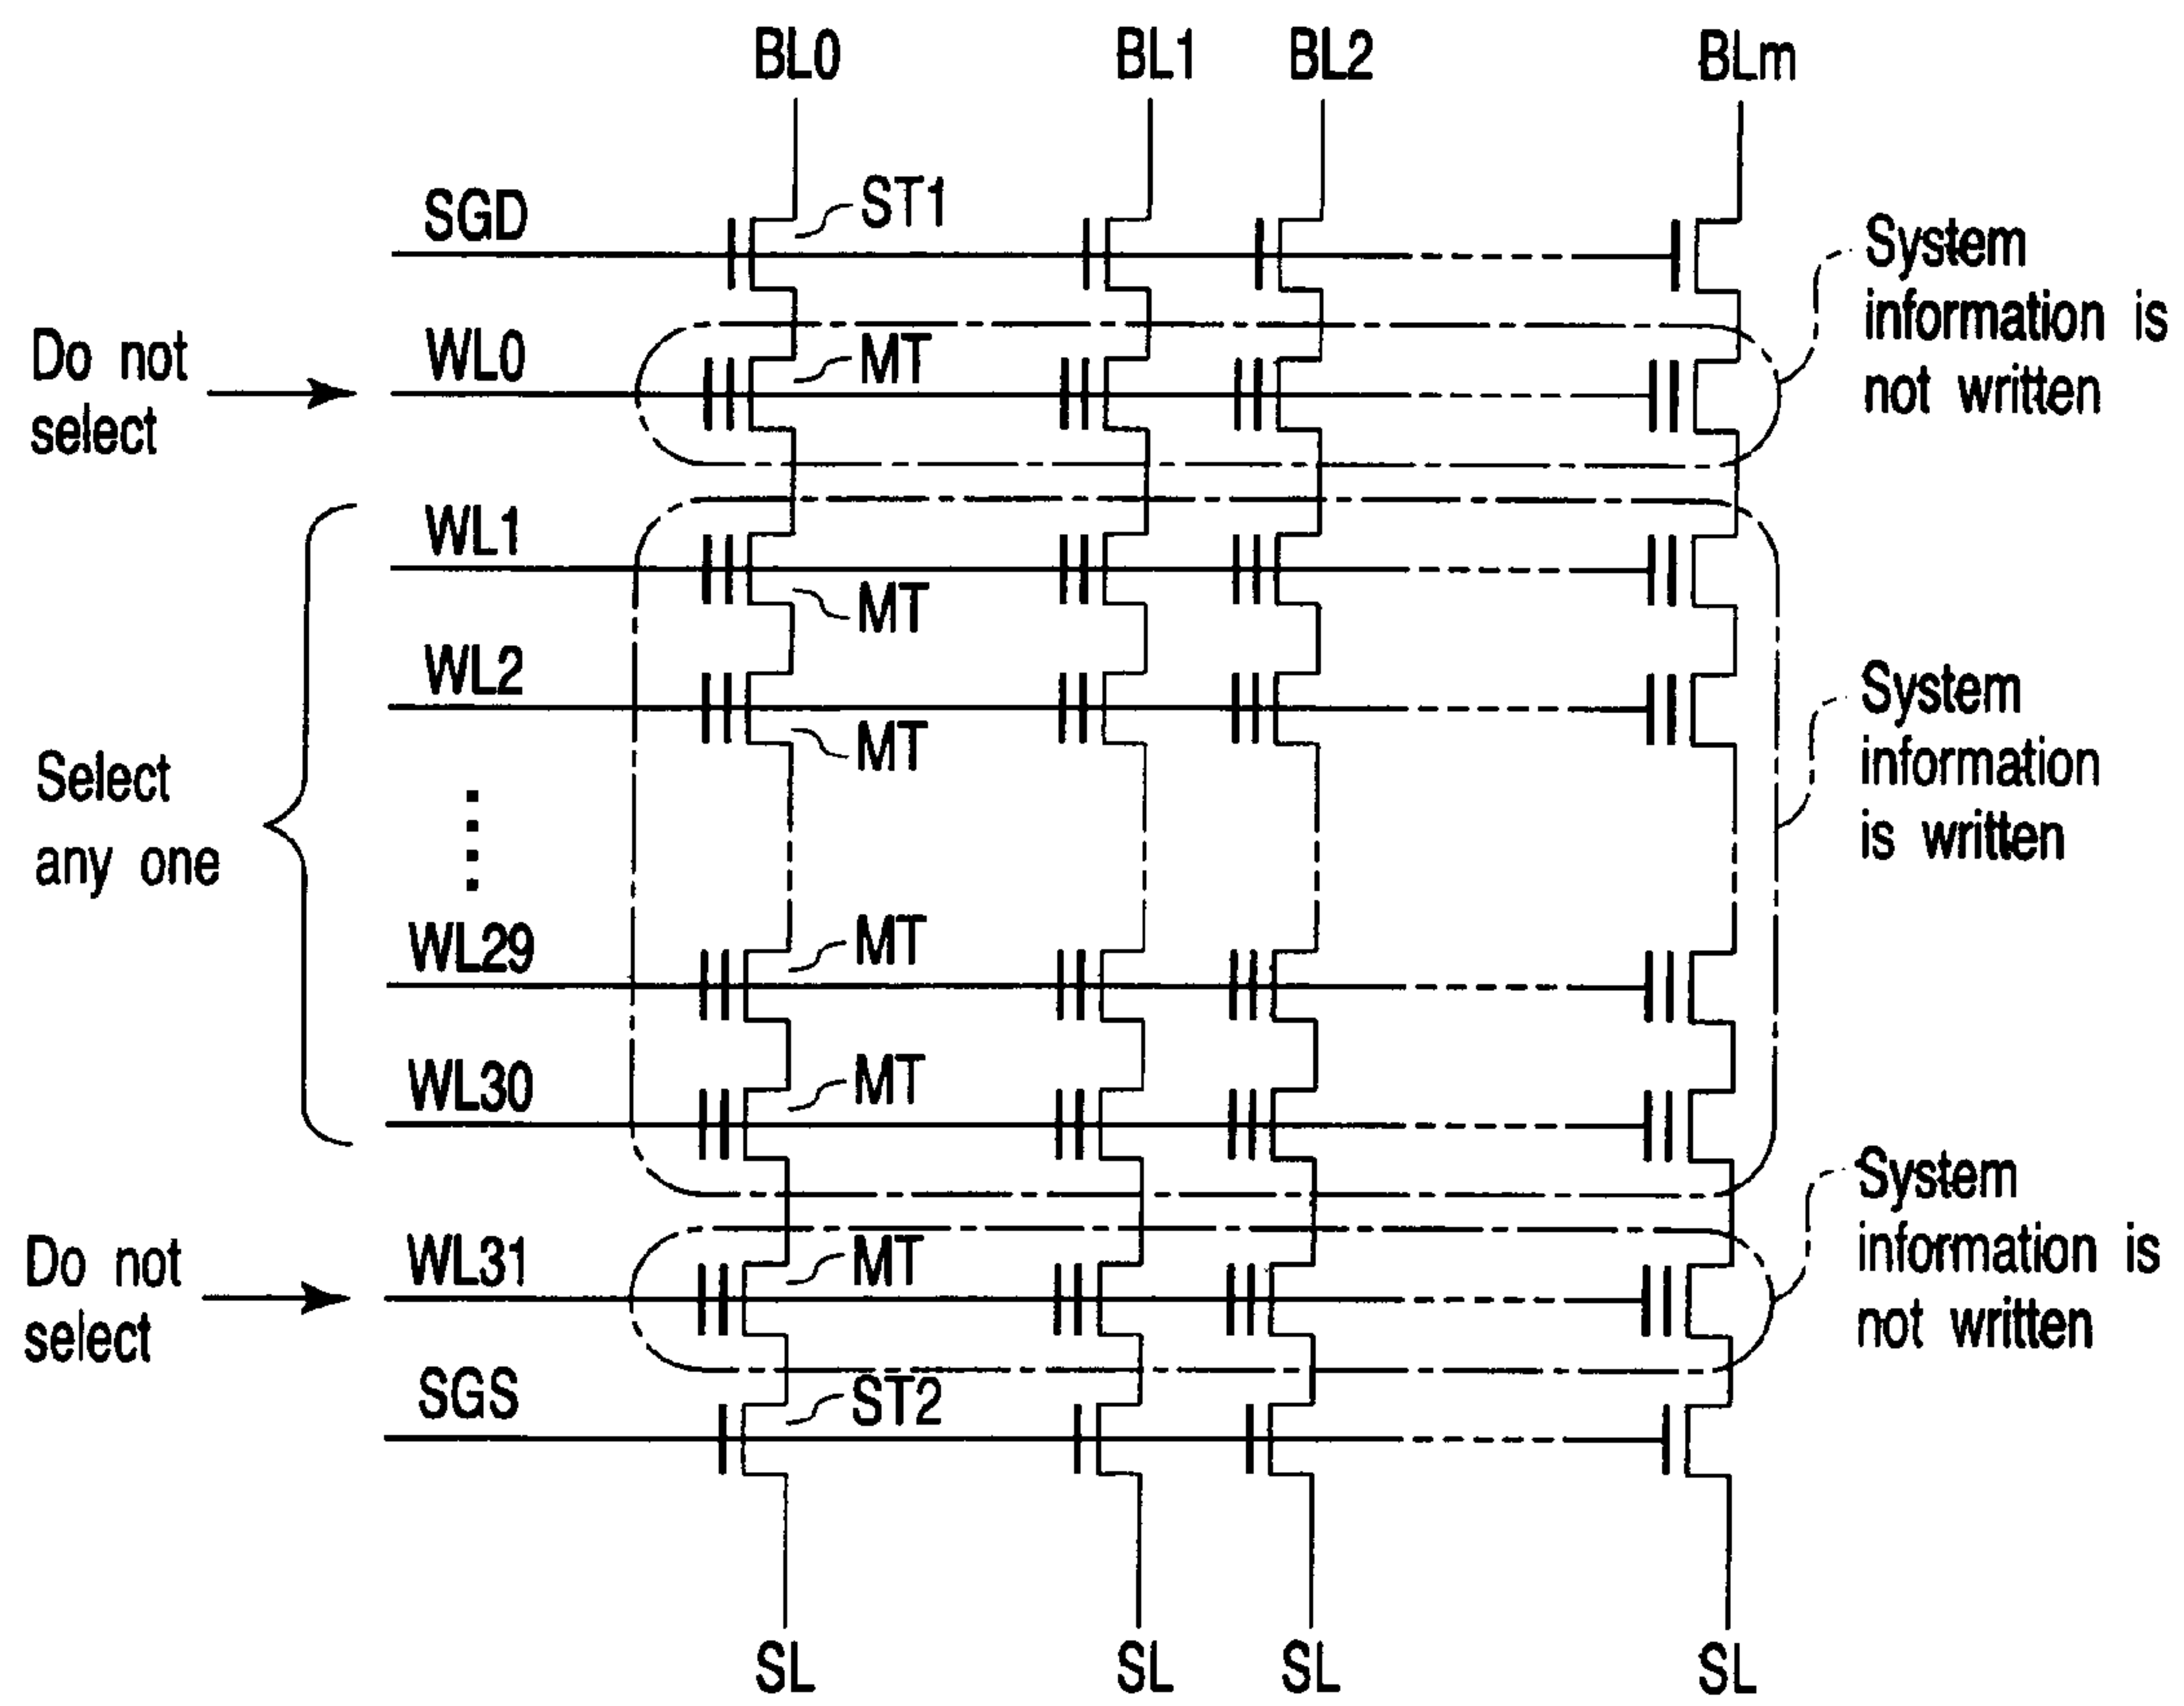 BL0 BL1 BL2 BLm
SGD
ST1
System
information is
not written
Do not
select
WL0
MT
WL1
MT
WL2
MT
Select
any one
System
information
is written
WL29
MT
WL30
MT
System
information is
not written
Do not
select
WL31
MT
SGS
ST2
SL SL SL SL